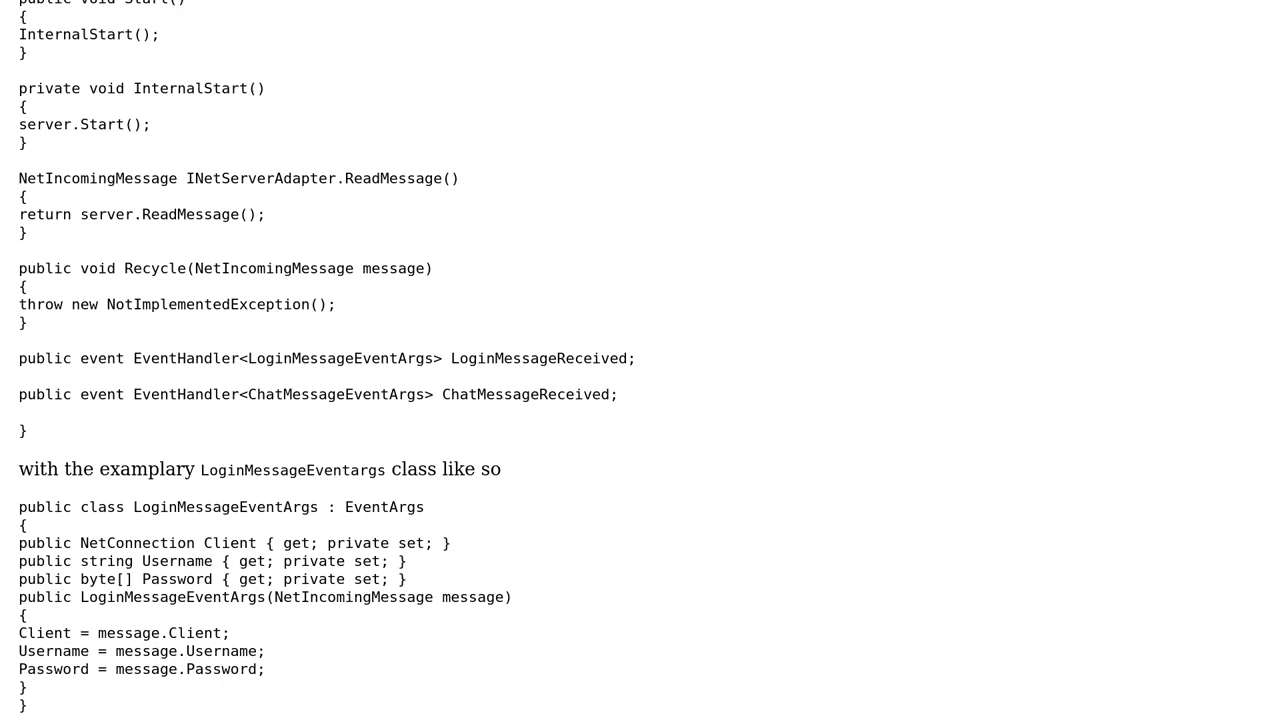 public void Start()
{
InternalStart();
}
private void InternalStart()
{
server.Start();
}
NetIncomingMessage INetServerAdapter.ReadMessage()
{
return server.ReadMessage();
}
public void Recycle(NetIncomingMessage message)
{
throw new NotImplementedException();
}
public event EventHandler<LoginMessageEventArgs> LoginMessageReceived;
public event EventHandler<ChatMessageEventArgs> ChatMessageReceived;
}
with the examplary LoginMessageEventargs class like so
public class LoginMessageEventArgs : EventArgs
{
public NetConnection Client { get; private set; }
public string Username { get; private set; }
public byte[] Password { get; private set; }
public LoginMessageEventArgs(NetIncomingMessage message)
{
Client = message.Client;
Username = message.Username;
Password = message.Password;
}
}